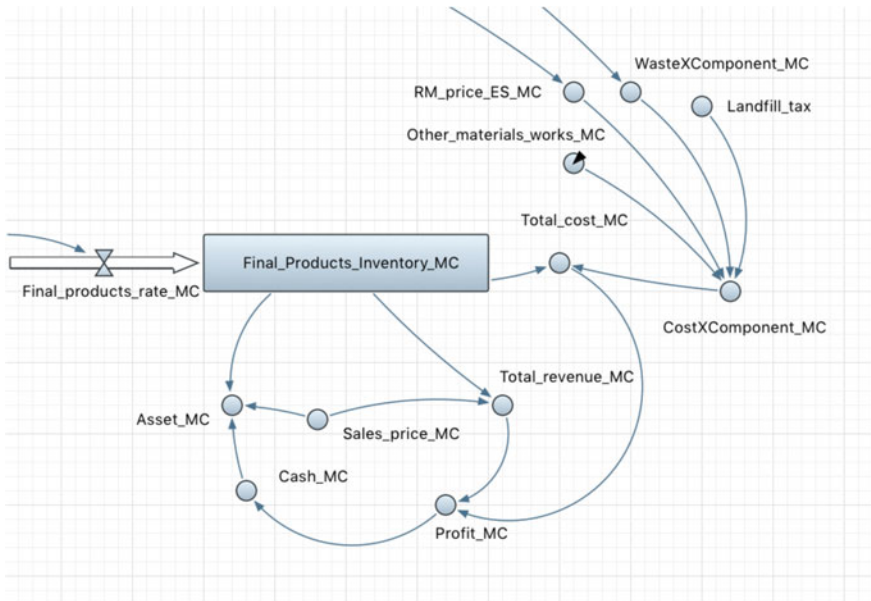 WasteXComponent_MC
RM_price_ES_MC
Landfill_tax
Other_materials_works_MC
Total_cost_MC
Final_Products_Inventory_MC
Final_products_rate_MC
CostXComponent_MC
Total_revenue_MC
Asset_MC
Sales_price_MC
Cash_MC
Profit_MC